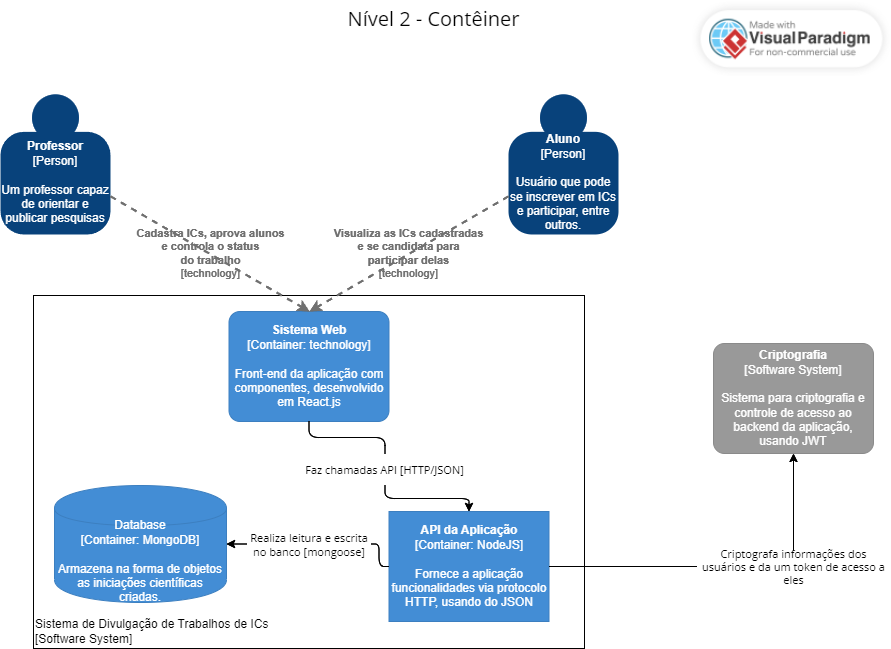 Nível 2 - Contêiner
Made with
VisualParadigm
For non-commercial use
Professor
[Person]
Um professor capaz
de orientar e
publicar pesquisas
Aluno
[Person]
Usuário que pode
se inscrever em ICs
e participar, entre
outros.
Cadastra ICs, aprova alunos
e controla o status
do trabalho
[technology]
Visualiza as ICs cadastradas
e se candidata para
participar delas
[technology]
Sistema Web
[Container: technology]
Front-end da aplicação com
componentes, desenvolvido
em React.js
Criptografia
[Software System]
Sistema para criptografia e
controle de acesso ao
backend da aplicação,
usando JWT
Faz chamadas API [HTTP/JSON]
Database
[Container: MongoDB]
Armazena na forma de objetos
as iniciações científicas
criadas.
Realiza leitura e escrita
no banco [mongoose]
API da Aplicação
[Container: NodeJS]
Fornece a aplicação
funcionalidades via protocolo
HTTP, usando do JSON
Criptografa informações dos
usuários e da um token de acesso a
eles
Sistema de Divulgação de Trabalhos de ICs
[Software System]